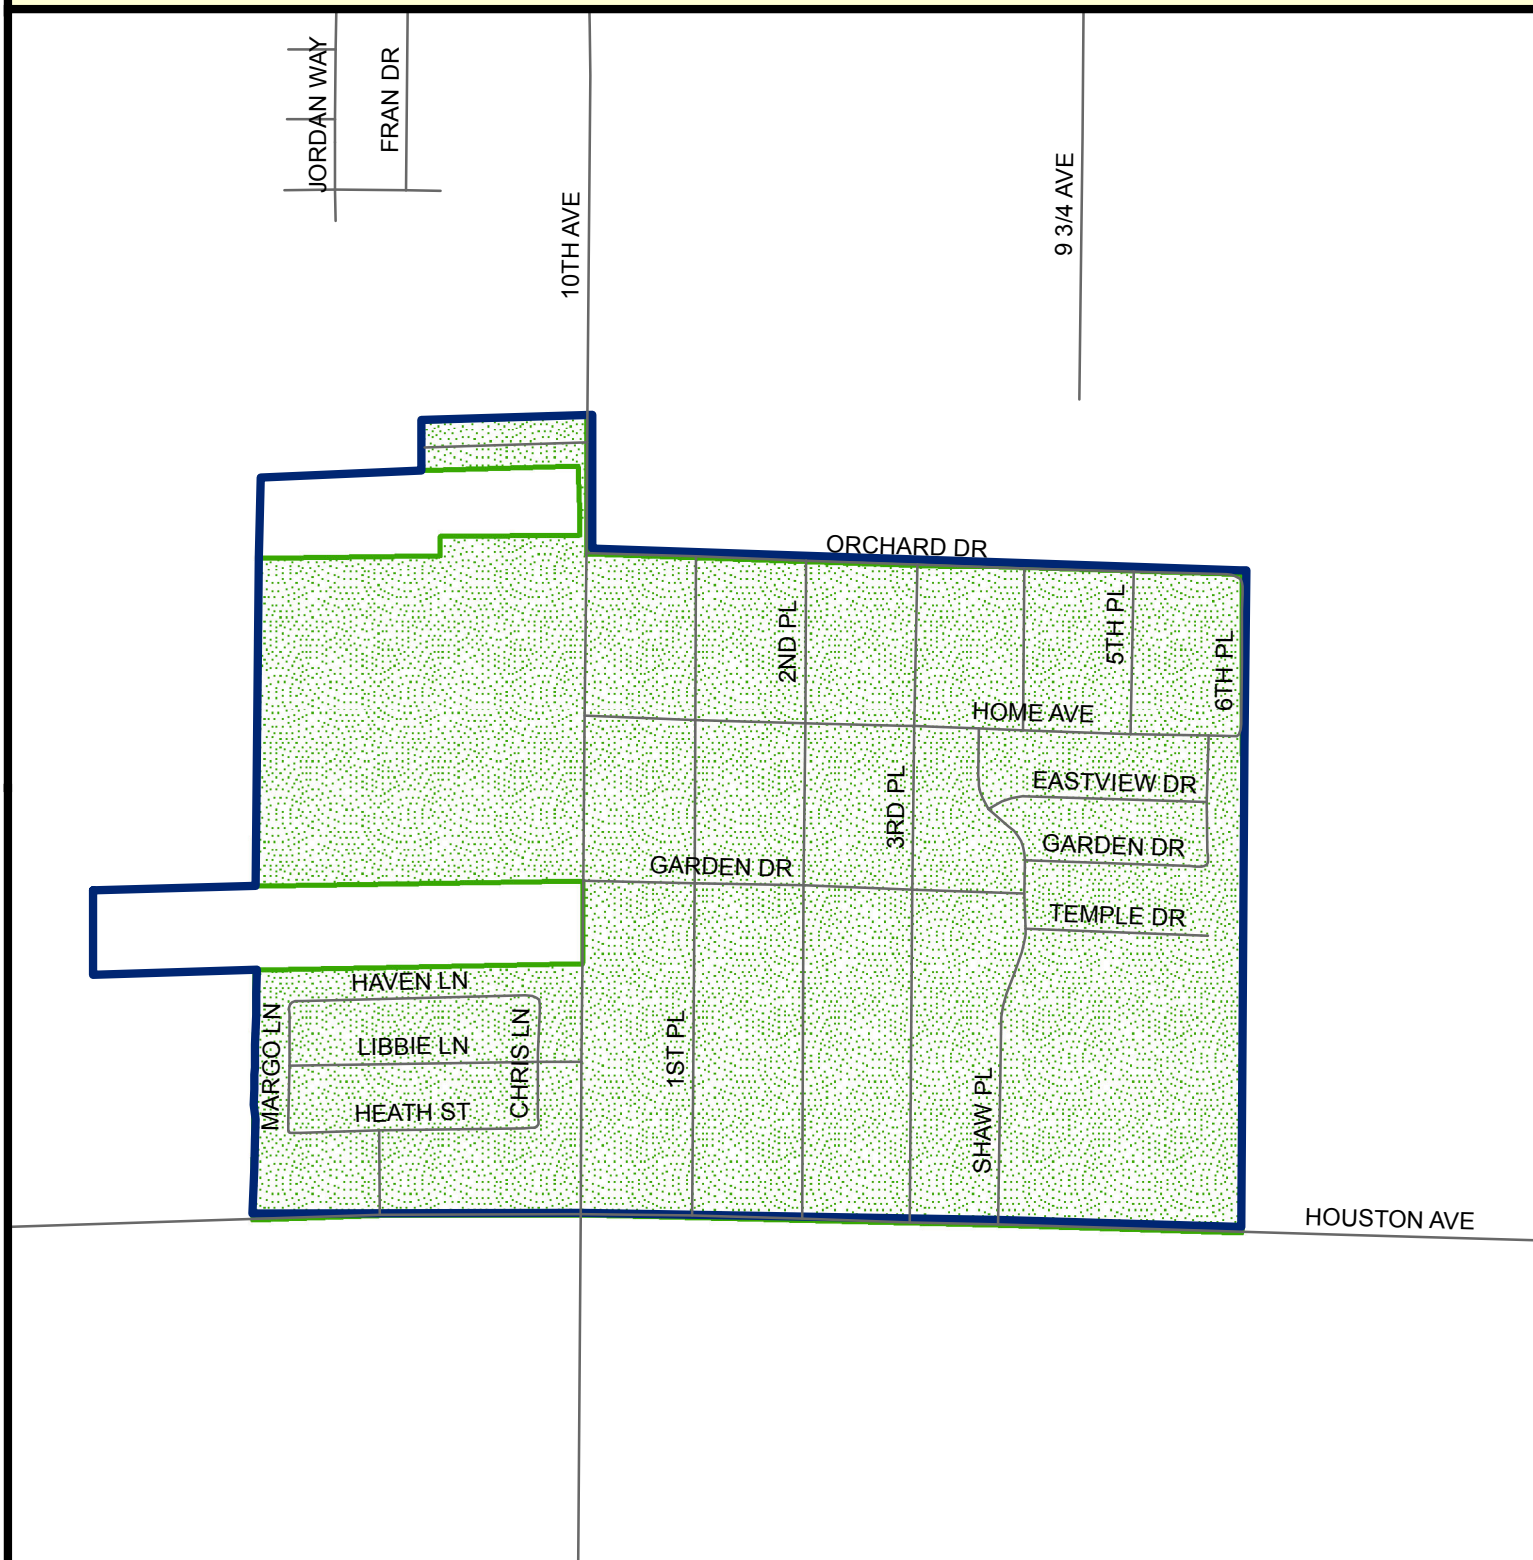 JORDAN WAY
FRAN DR
10TH AVE
9 3/4 AVE
ORCHARD DR
2ND PL
5TH PL
6TH PL
HOME AVE
3RD PL
EASTVIEW DR
GARDEN DR
GARDEN DR
TEMPLE DR
HAVEN LN
MARGO LN
LIBBIE LN
CHRIS LN
1ST PL
HEATH ST
SHAW PL
HOUSTON AVE